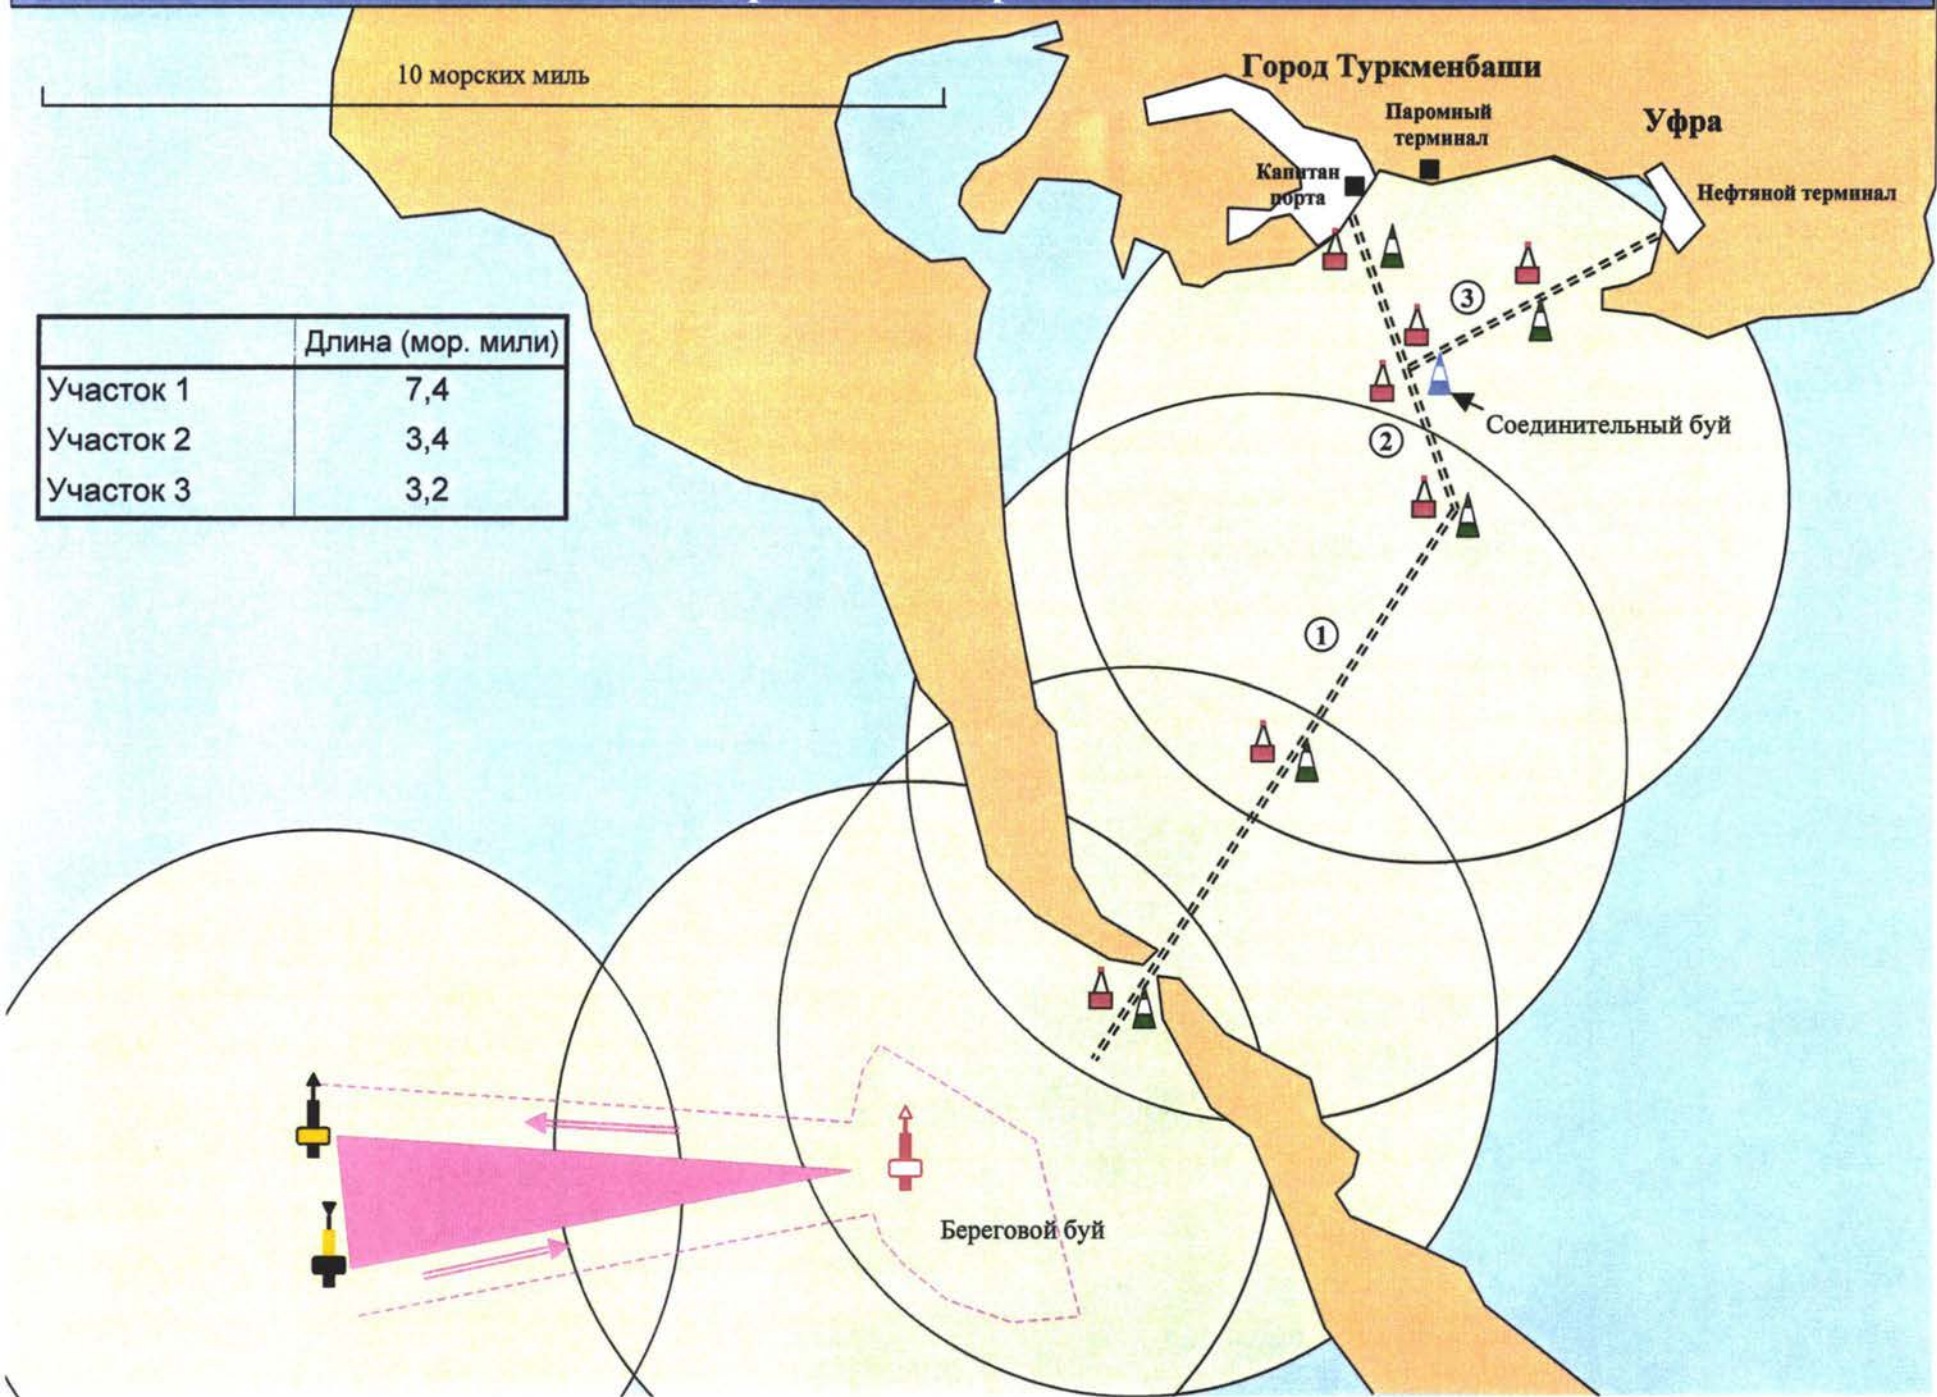 10 морских миль
Город Туркменбаши
Паромный
терминал
Уфра
Капитан
порта
Нефтяной терминал
3
Длина (мор. мили)
Участок 1 7,4
Участок 2 3,4
Участок 3 3,2
Соединительный буй
2
1
Береговой буй